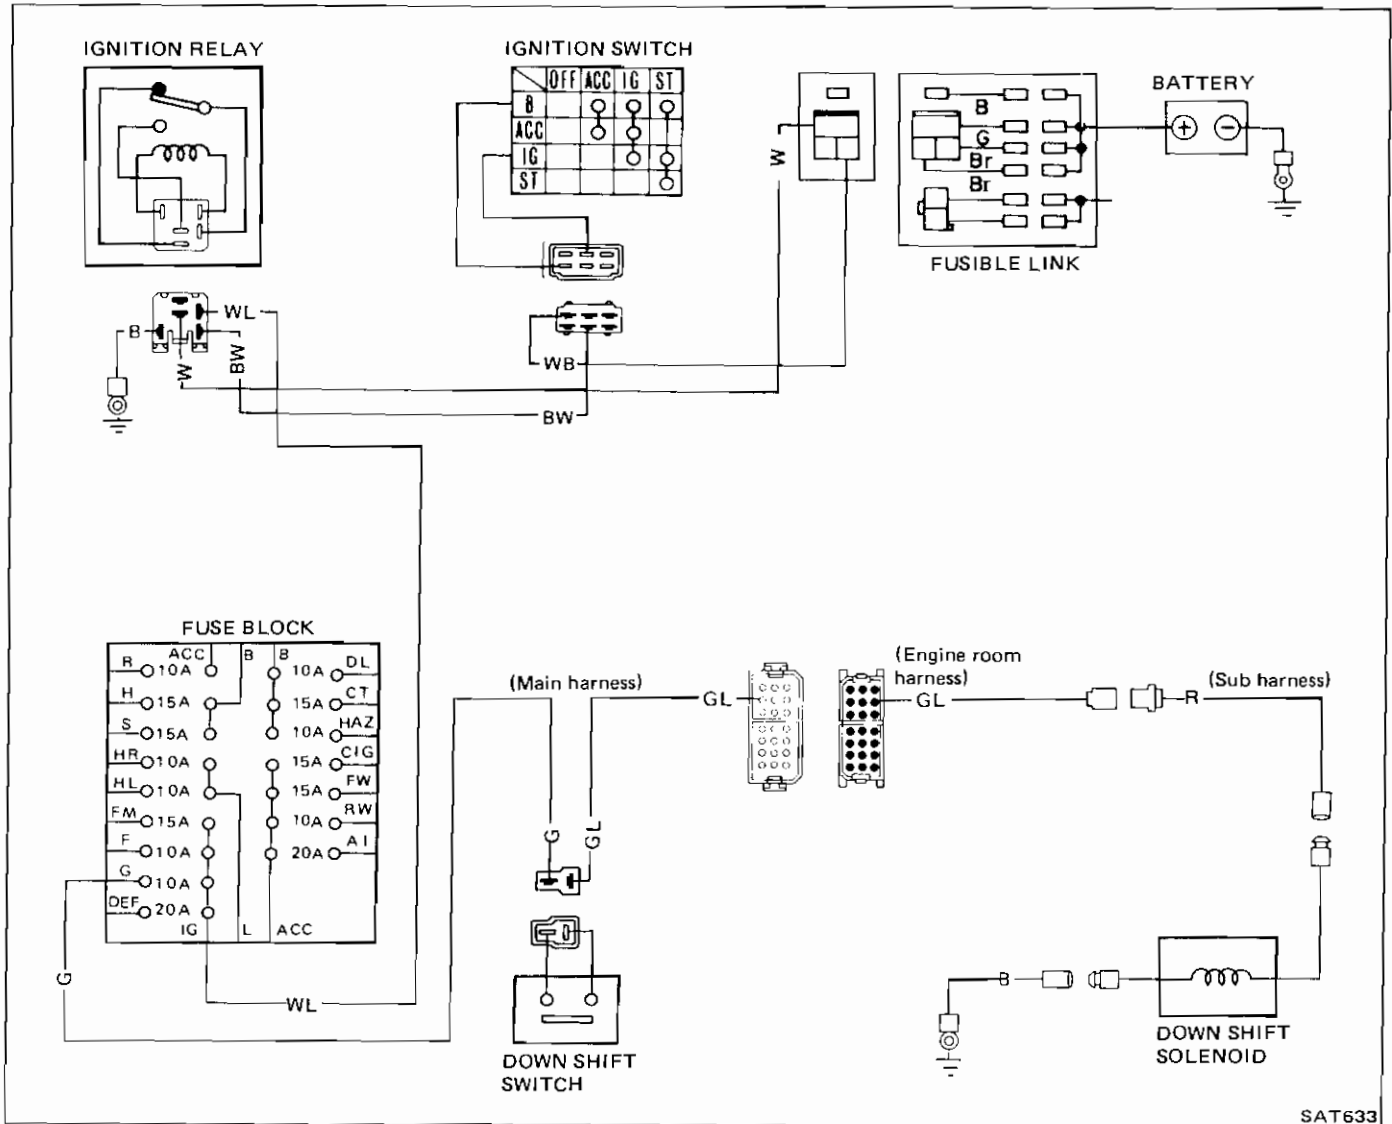 IGNITION RELAY
IGNITION SWITCH
OFF ACC IG ST
B
ACC
IG
ST
BATTERY
B
G
Br
Br
FUSIBLE LINK
W
WL
B
W
BW
WB
BW
FUSE BLOCK
ACC B B
R 10A 10A DL
H 15A 15A CT
S 15A 10A HAZ
HR 10A 15A CIG
HL 10A 15A FW
FM 15A 10A RW
F 10A 20A AI
G 10A
DEF 20A
IG L ACC
G
WL
(Main harness)
GL
(Engine room
harness)
GL
R
(Sub harness)
G
GL
B
DOWN SHIFT
SWITCH
DOWN SHIFT
SOLENOID
SAT633